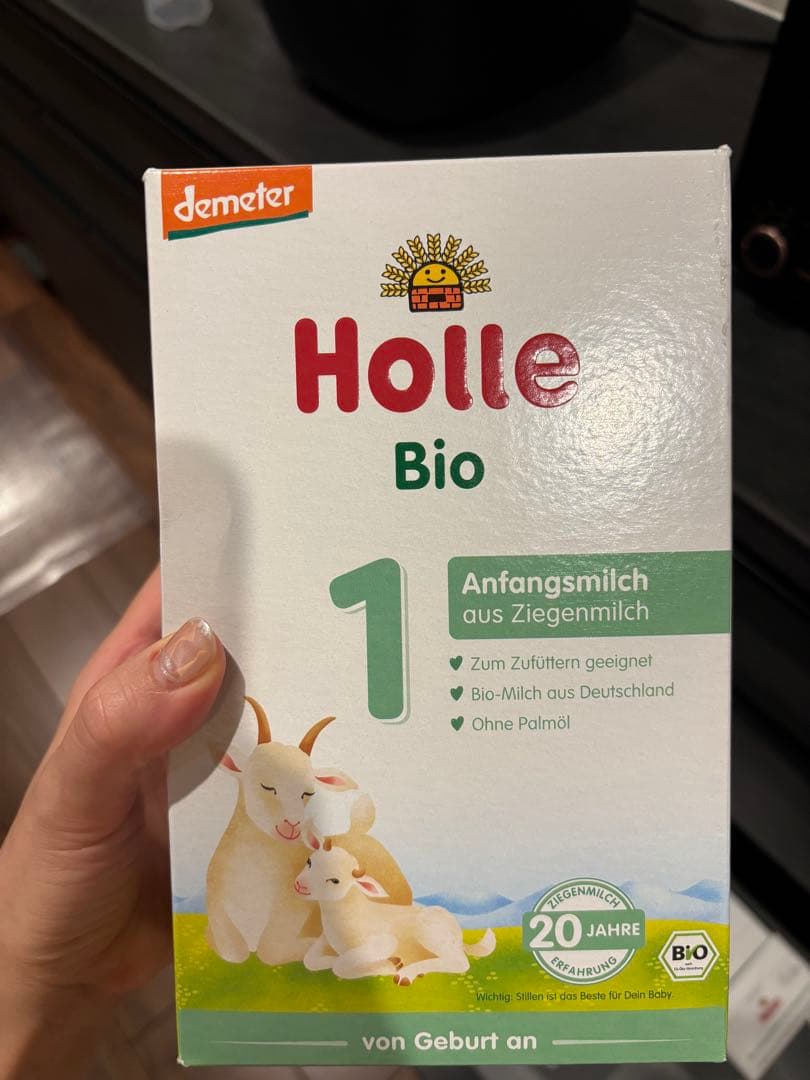 demeter
Holle
Bio
1
Anfangsmilch
aus Ziegenmilch
Zum Zufüttern geeignet
Bio-Milch aus Deutschland
Ohne Palmöl
ZIEGENMILCH
20 JAHRE
ERFAHRUNG
BiO
Wichtig: Stillen ist das Beste für Dein Baby.
von Geburt an